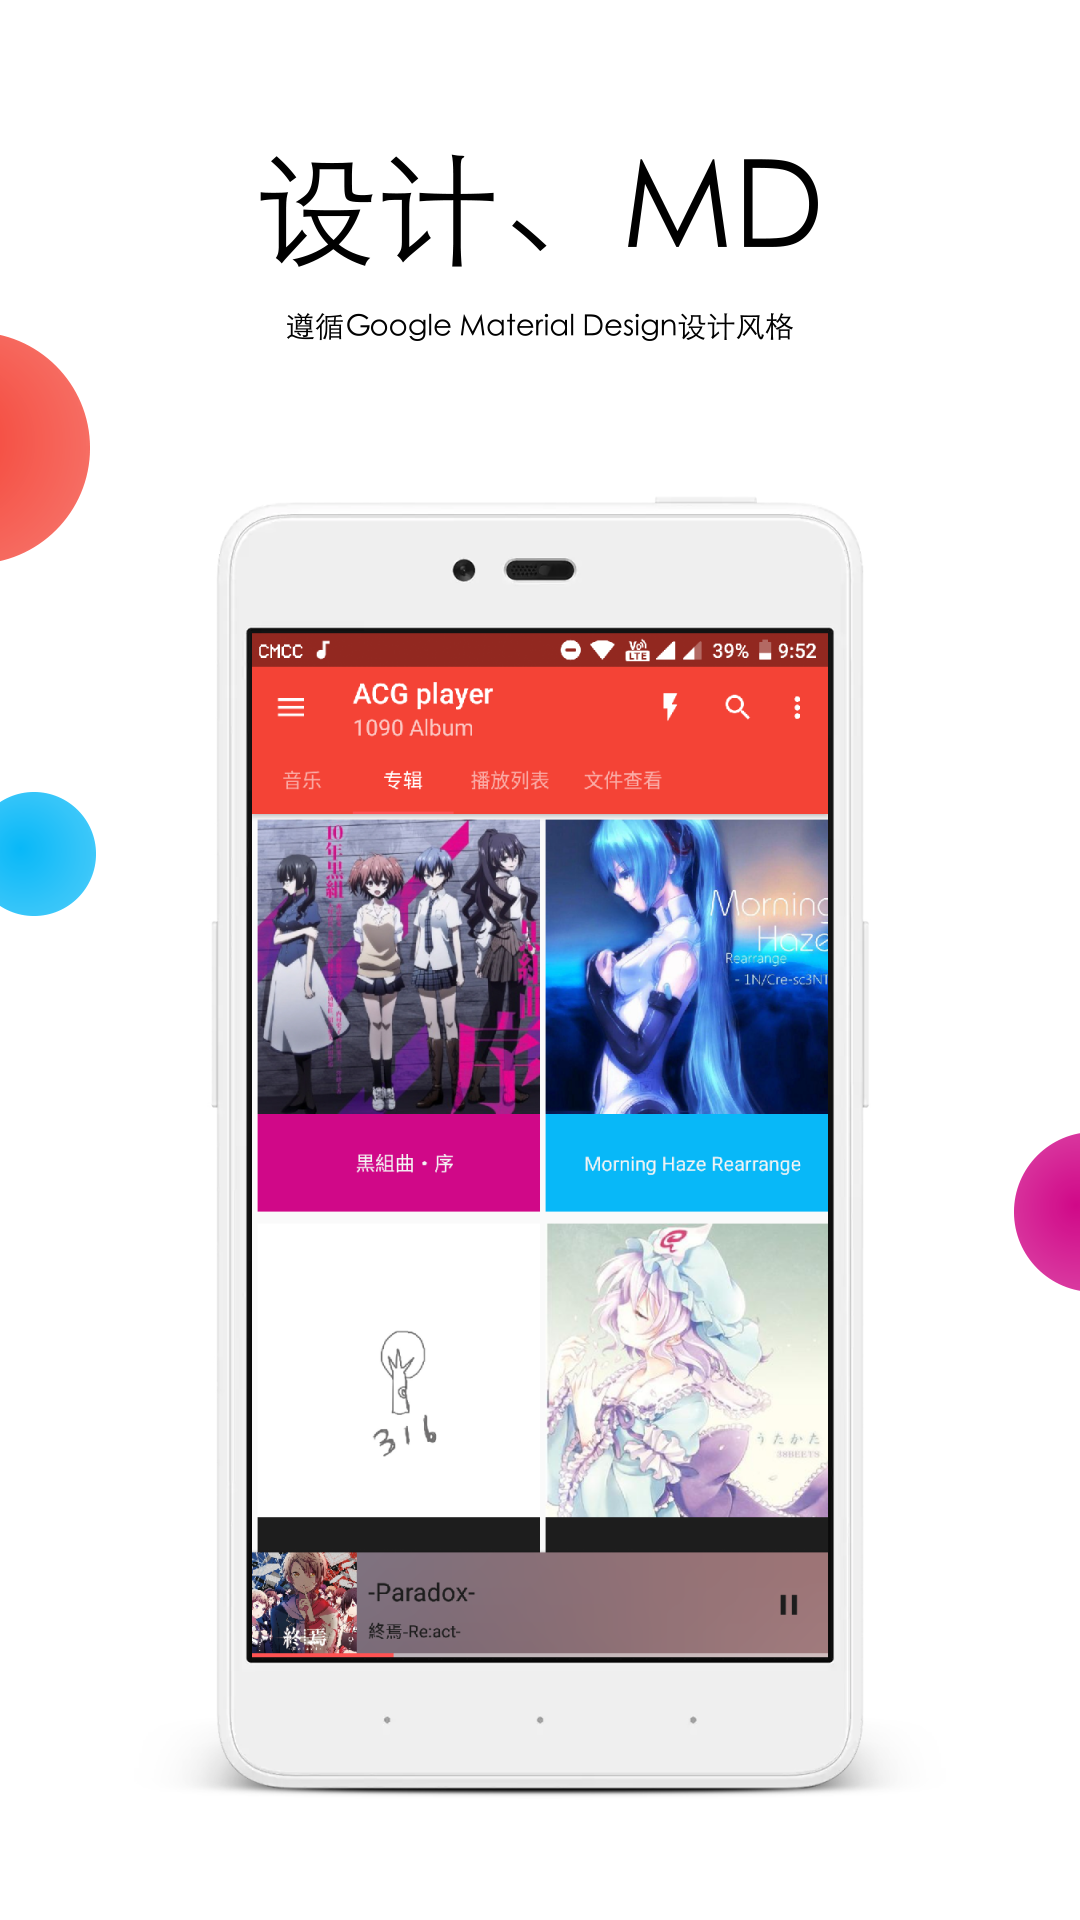 设计、MD
遵循Google Material Design设计风格
CMCC 39% 9:52
VoLTE
ACG player
1090 Album
音乐 专辑 播放列表 文件查看
10年黒組
黒組曲
序
Morning
Haze
Rearrange
- 1N/Cre-sc3NT
黒組曲・序
Morning Haze Rearrange
316
うたかた
38BEETS
-Paradox-
終焉-Re:act-
終焉